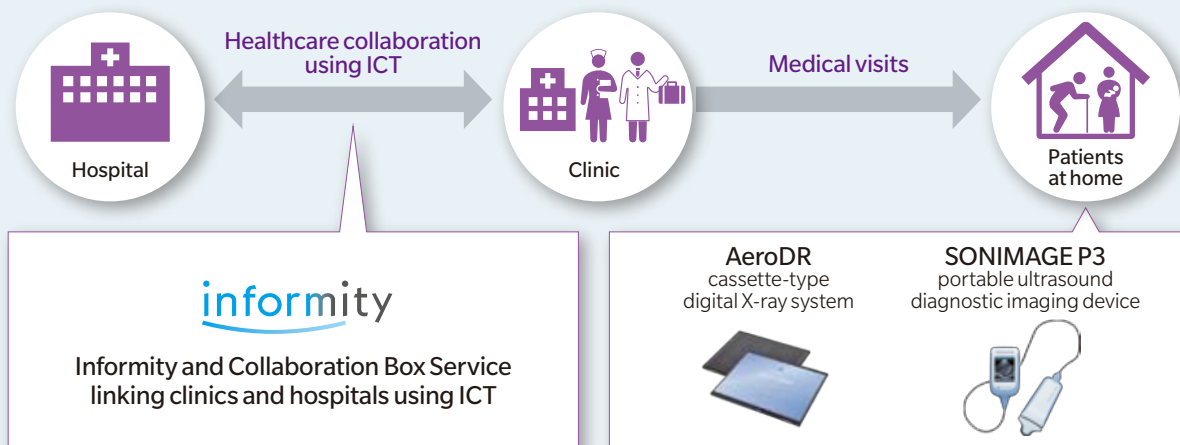 Healthcare collaboration
using ICT
Medical visits
Hospital
Clinic
Patients
at home
informity
Informity and Collaboration Box Service
linking clinics and hospitals using ICT
AeroDR
cassette-type
digital X-ray system
SONIMAGE P3
portable ultrasound
diagnostic imaging device